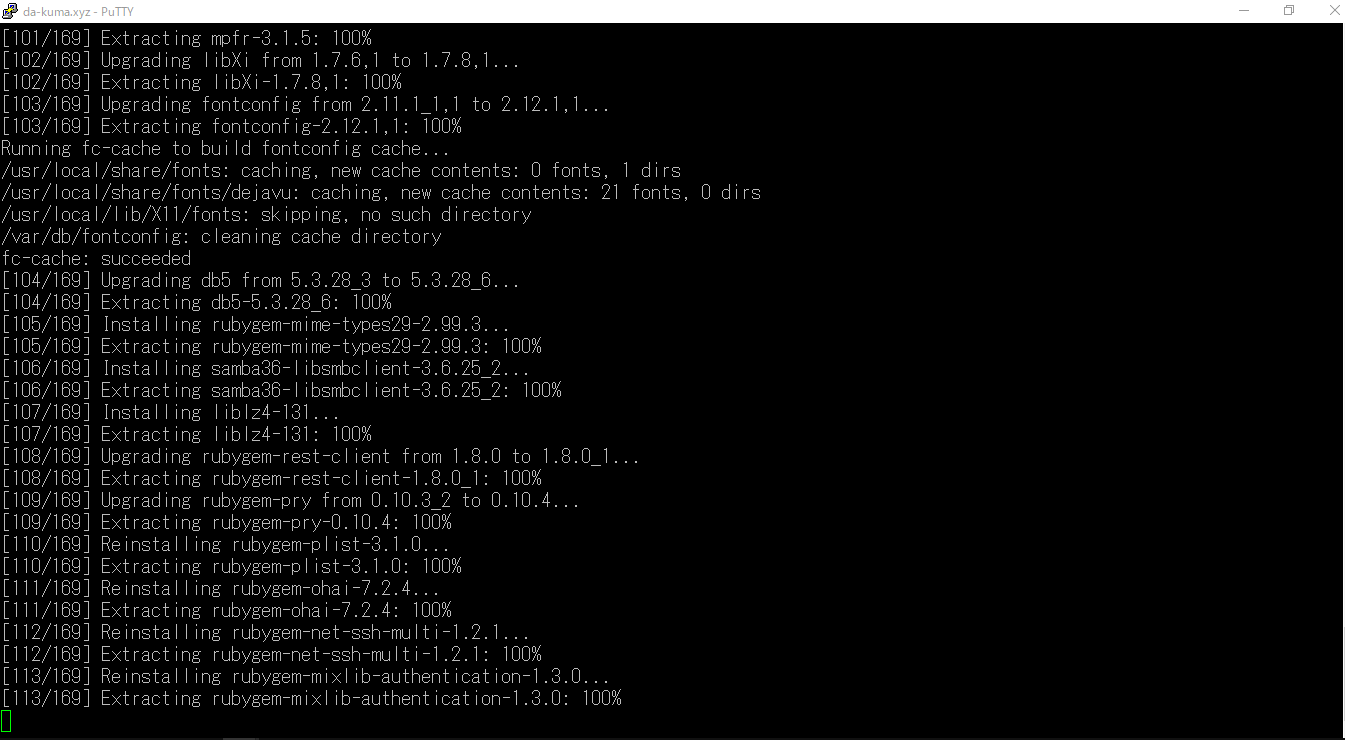 da-kuma.xyz - PuTTY
[101/169] Extracting mpfr-3.1.5: 100%
[102/169] Upgrading libXi from 1.7.6,1 to 1.7.8,1...
[102/169] Extracting libXi-1.7.8,1: 100%
[103/169] Upgrading fontconfig from 2.11.1_1,1 to 2.12.1,1...
[103/169] Extracting fontconfig-2.12.1,1: 100%
Running fc-cache to build fontconfig cache...
/usr/local/share/fonts: caching, new cache contents: 0 fonts, 1 dirs
/usr/local/share/fonts/dejavu: caching, new cache contents: 21 fonts, 0 dirs
/usr/local/lib/X11/fonts: skipping, no such directory
/var/db/fontconfig: cleaning cache directory
fc-cache: succeeded
[104/169] Upgrading db5 from 5.3.28_3 to 5.3.28_6...
[104/169] Extracting db5-5.3.28_6: 100%
[105/169] Installing rubygem-mime-types29-2.99.3...
[105/169] Extracting rubygem-mime-types29-2.99.3: 100%
[106/169] Installing samba36-libsmbclient-3.6.25_2...
[106/169] Extracting samba36-libsmbclient-3.6.25_2: 100%
[107/169] Installing liblz4-131...
[107/169] Extracting liblz4-131: 100%
[108/169] Upgrading rubygem-rest-client from 1.8.0 to 1.8.0_1...
[108/169] Extracting rubygem-rest-client-1.8.0_1: 100%
[109/169] Upgrading rubygem-pry from 0.10.3_2 to 0.10.4...
[109/169] Extracting rubygem-pry-0.10.4: 100%
[110/169] Reinstalling rubygem-plist-3.1.0...
[110/169] Extracting rubygem-plist-3.1.0: 100%
[111/169] Reinstalling rubygem-ohai-7.2.4...
[111/169] Extracting rubygem-ohai-7.2.4: 100%
[112/169] Reinstalling rubygem-net-ssh-multi-1.2.1...
[112/169] Extracting rubygem-net-ssh-multi-1.2.1: 100%
[113/169] Reinstalling rubygem-mixlib-authentication-1.3.0...
[113/169] Extracting rubygem-mixlib-authentication-1.3.0: 100%